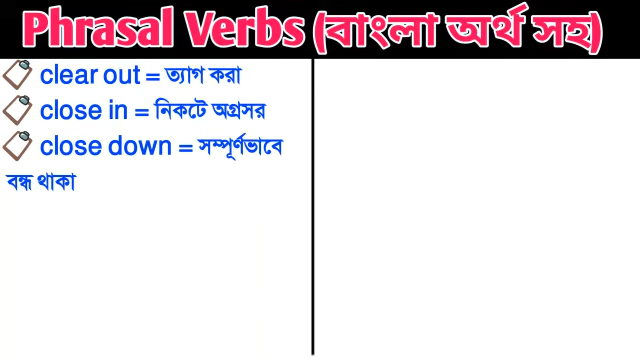 Phrasal Verbs (বাংলা অর্থ সহ)
clear out = ত্যাগ করা
close in = নিকটে অগ্রসর
close down = সম্পূর্ণভাবে
বন্ধ থাকা